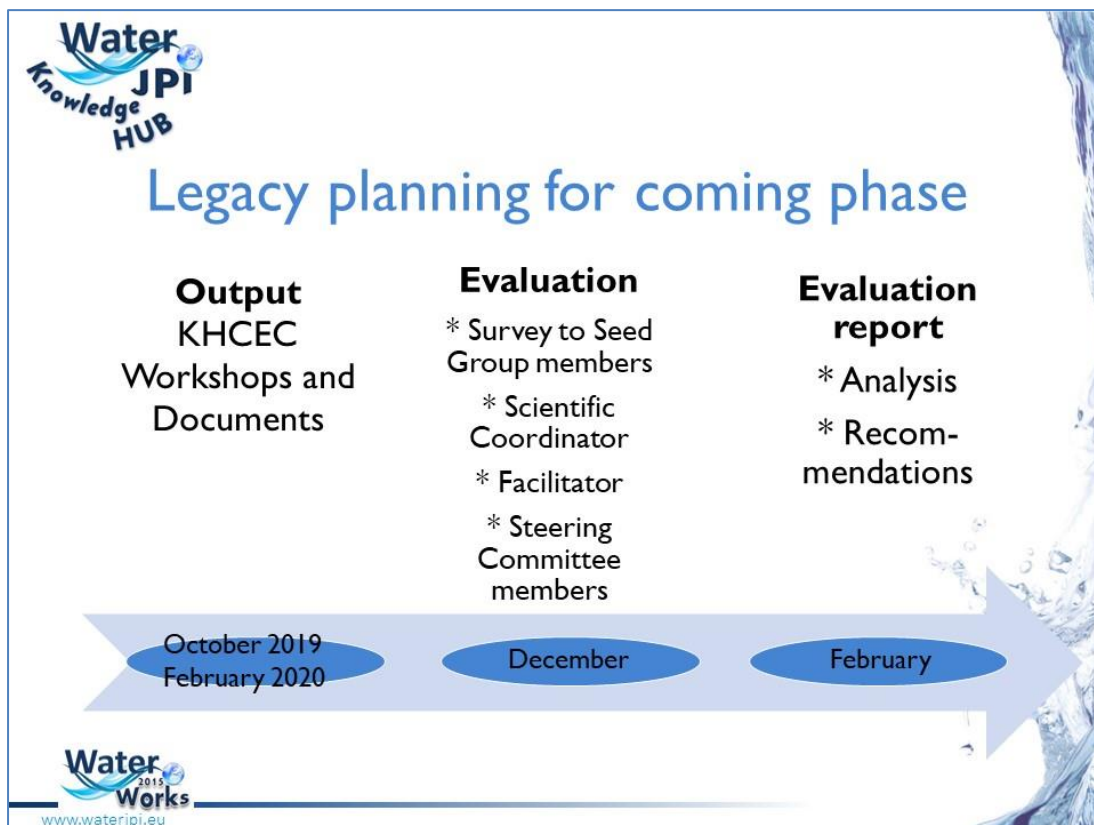 Water
JPI
Knowledge
HUB
Legacy planning for coming phase
Output
KHCEC
Workshops and
Documents
Evaluation
* Survey to Seed
Group members
* Scientific
Coordinator
* Facilitator
* Steering
Committee
members
Evaluation
report
* Analysis
* Recom-
mendations
October 2019
February 2020
December
February
Water
2015
Works
www.waterjpi.eu